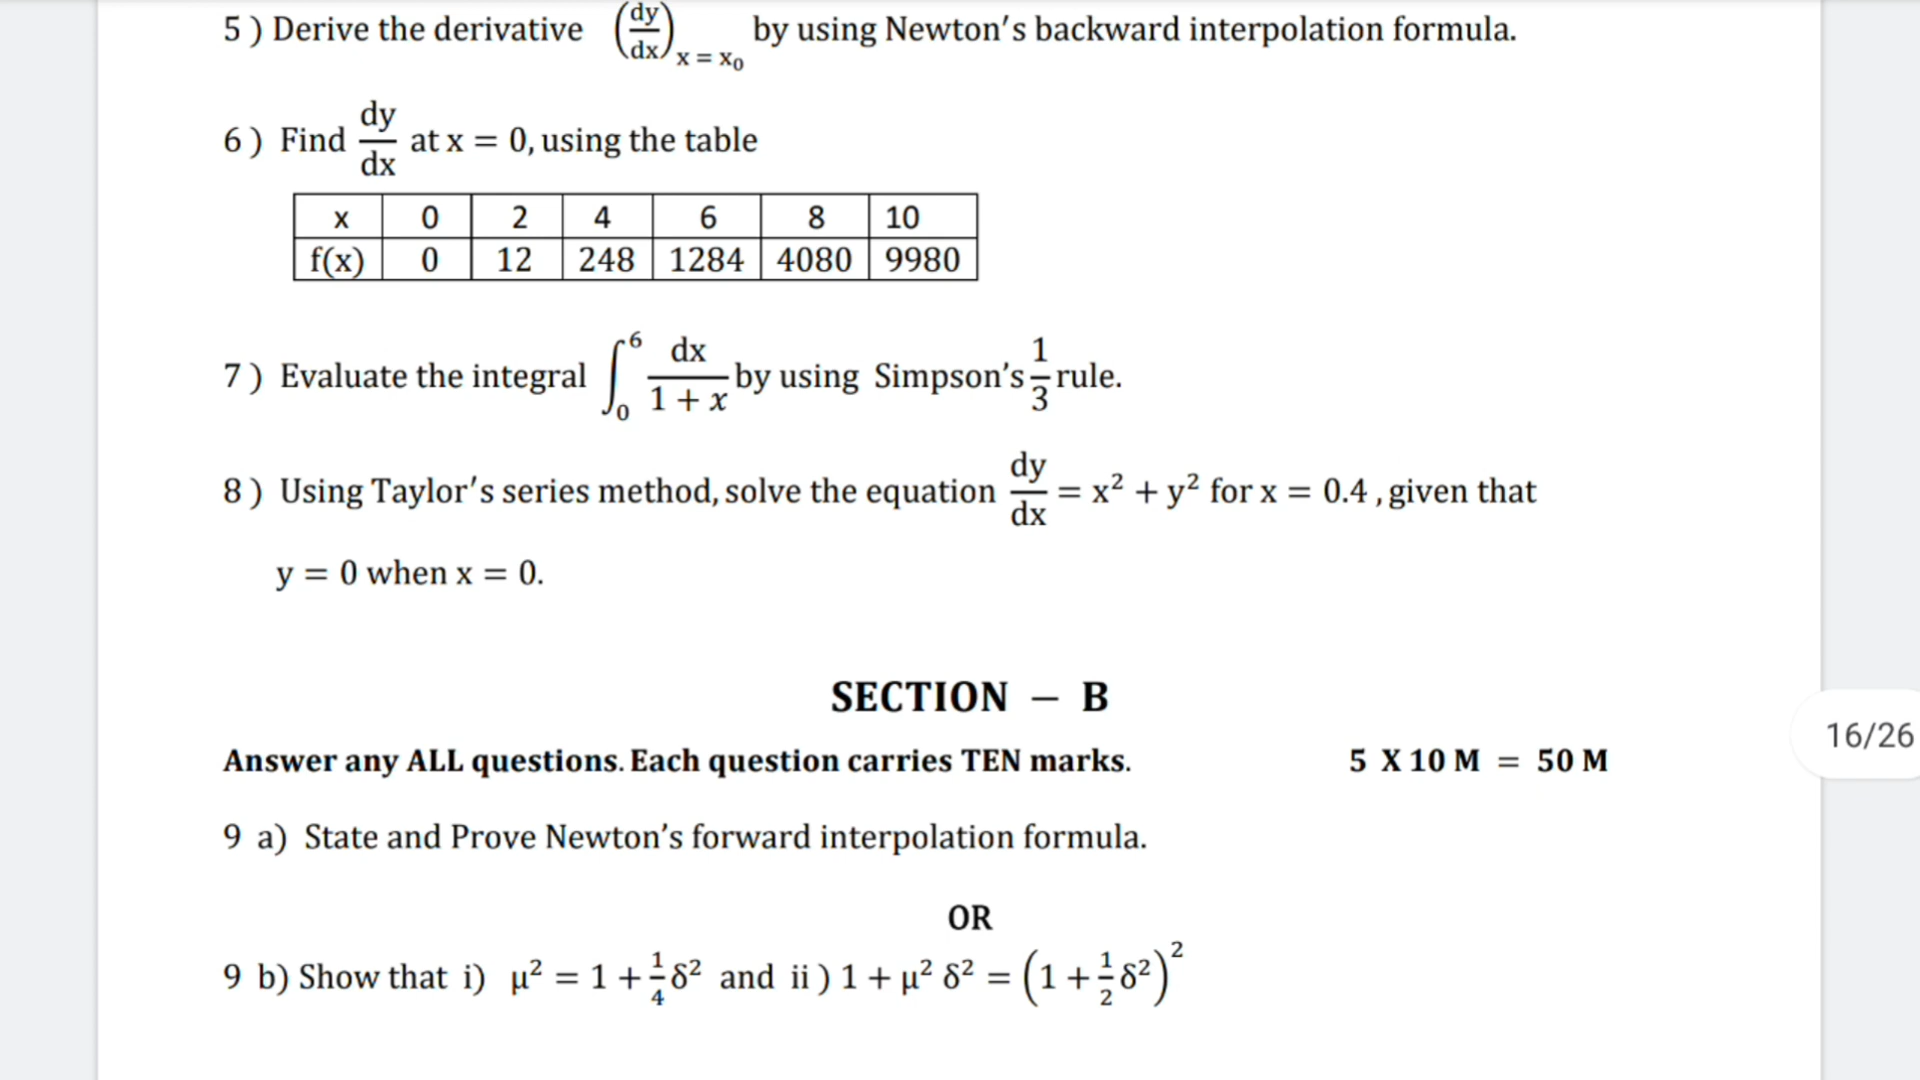 5 ) Derive the derivative (dy/dx)ₓ ₌ ₓ₀ by using Newton's backward interpolation formula.
6 ) Find dy/dx at x = 0, using the table
x 0 2 4 6 8 10
f(x) 0 12 248 1284 4080 9980
7 ) Evaluate the integral ∫₀⁶ dx/(1 + x) by using Simpson's 1/3 rule.
8 ) Using Taylor's series method, solve the equation dy/dx = x² + y² for x = 0.4 , given that
y = 0 when x = 0.
SECTION – B
Answer any ALL questions. Each question carries TEN marks. 5 X 10 M = 50 M
16/26
9 a) State and Prove Newton's forward interpolation formula.
OR
9 b) Show that i) μ² = 1 + 1/4 δ² and ii ) 1 + μ² δ² = (1 + 1/2 δ²)²